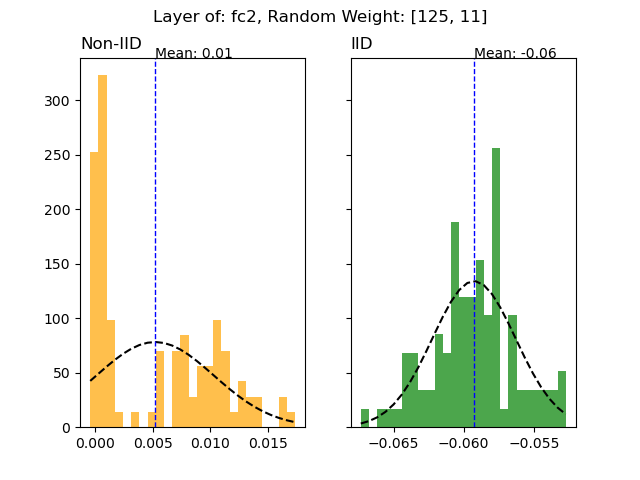 Layer of: fc2, Random Weight: [125, 11]
Non-IID
Mean: 0.01
IID
Mean: -0.06
300
250
200
150
100
50
0
0.000 0.005 0.010 0.015
−0.065 −0.060 −0.055